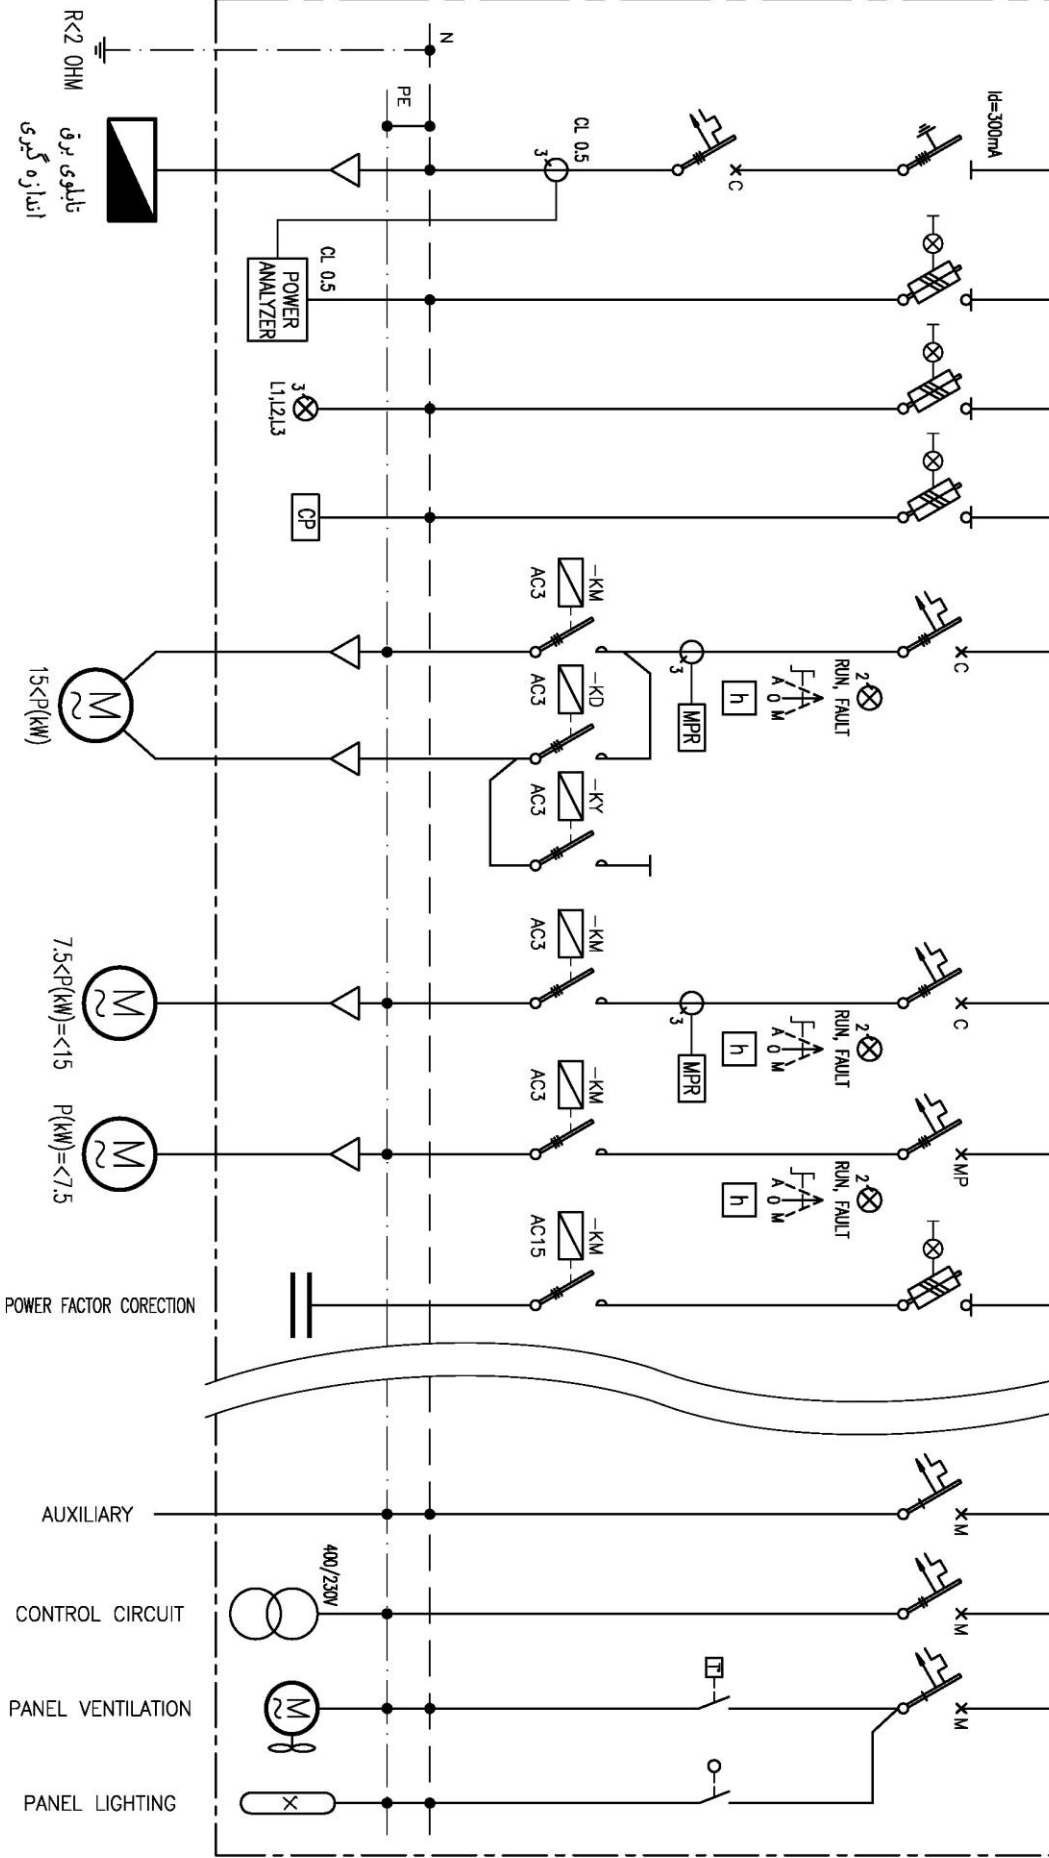 R<2 OHM
N
PE
تابلوی برق
اندازه گیری
Id=300mA
CL 0.5
3
C
CL 0.5
POWER
ANALYZER
3
L1,L2,L3
CP
-KM
AC3
C
3
MPR
h
A O M
RUN, FAULT
2
-KD
AC3
-KY
AC3
M
~
15<P(kW)
-KM
AC3
C
3
MPR
h
A O M
RUN, FAULT
2
M
~
7.5<P(kW)=<15
-KM
AC3
MP
h
A O M
RUN, FAULT
2
M
~
P(kW)=<7.5
-KM
AC15
POWER FACTOR CORECTION
AUXILIARY
M
400/230V
CONTROL CIRCUIT
M
T
M
~
PANEL VENTILATION
M
PANEL LIGHTING